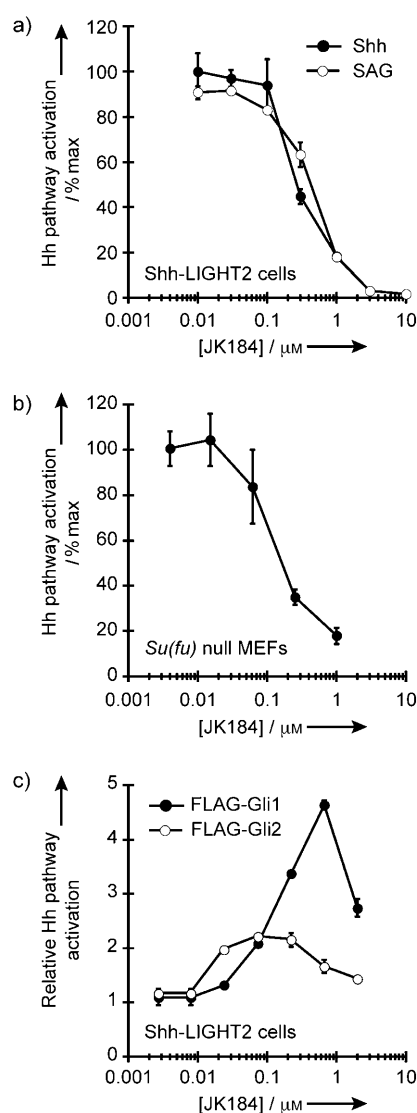 a)
Shh
SAG
Hh pathway activation
/ % max
120
100
80
60
40
20
0
Shh-LIGHT2 cells
0.001 0.01 0.1 1 10
[JK184] / μM
b)
Hh pathway activation
/ % max
120
100
80
60
40
20
0
Su(fu) null MEFs
0.001 0.01 0.1 1 10
[JK184] / μM
c)
FLAG-Gli1
FLAG-Gli2
Relative Hh pathway
activation
5
4
3
2
1
0
Shh-LIGHT2 cells
0.001 0.01 0.1 1 10
[JK184] / μM